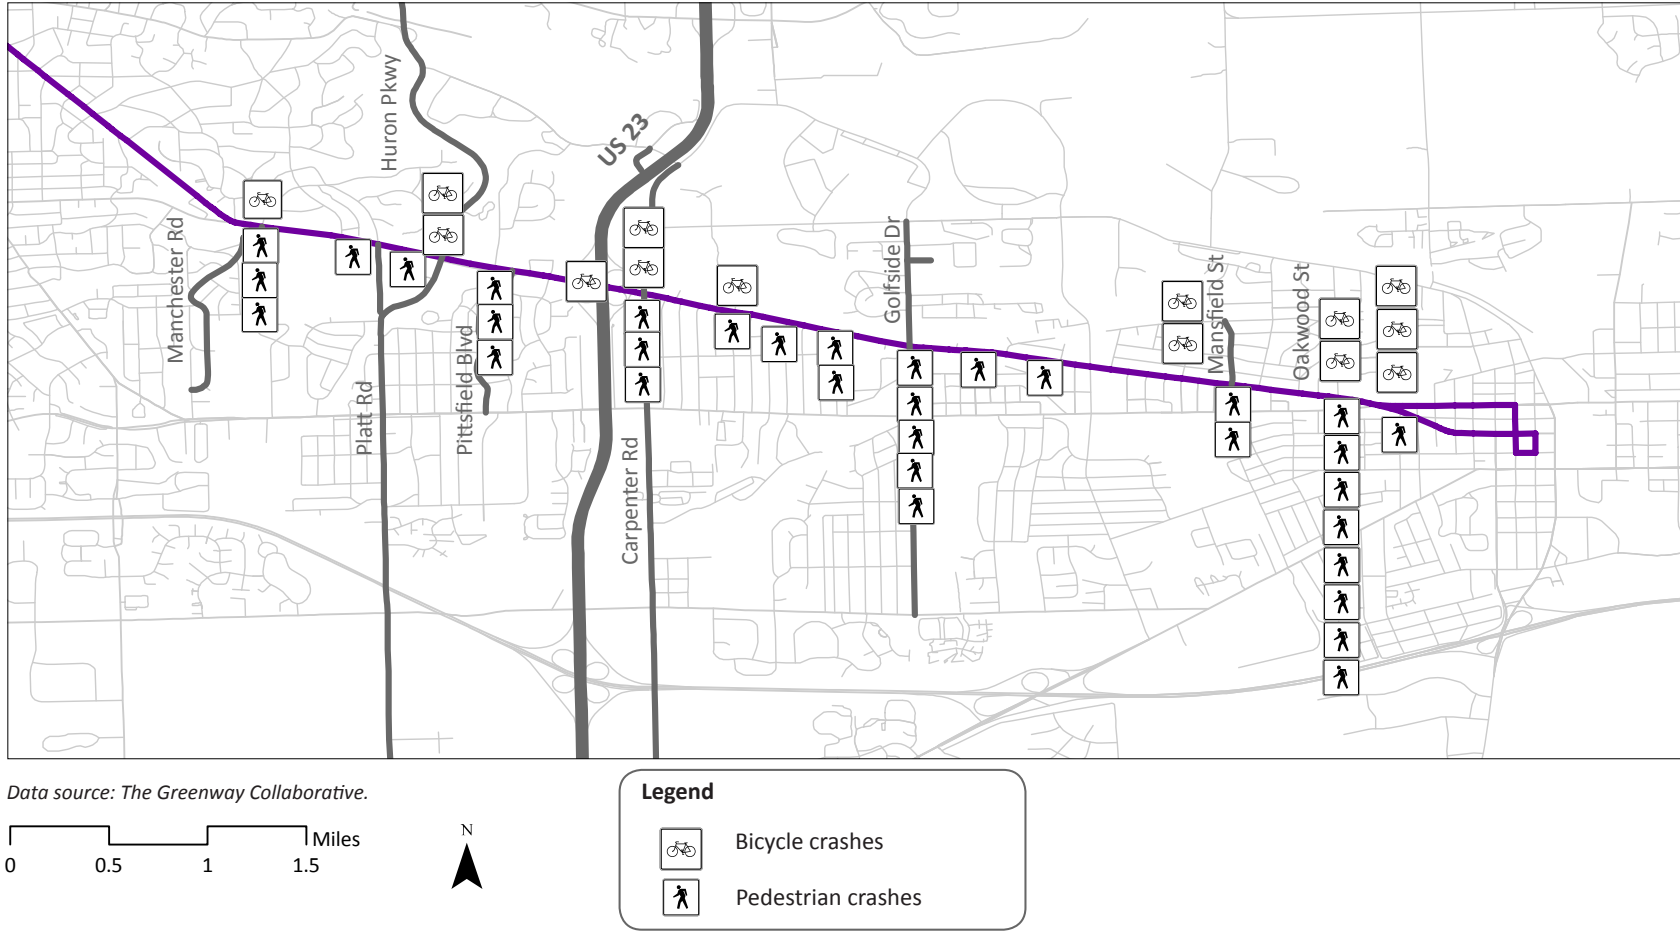 Huron Pkwy
US 23
Manchester Rd
Golfside Dr
Mansfield St
Oakwood St
Pittsfield Blvd
Platt Rd
Carpenter Rd
Data source: The Greenway Collaborative.
Miles
0 0.5 1 1.5
N
Legend
Bicycle crashes
Pedestrian crashes